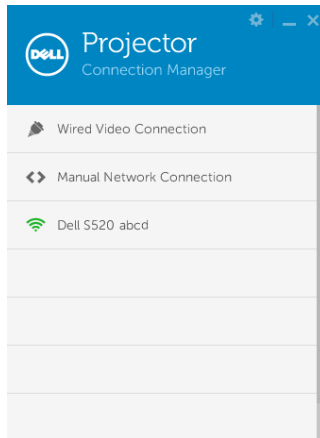 DELL
Projector
Connection Manager
Wired Video Connection
Manual Network Connection
Dell S520 abcd